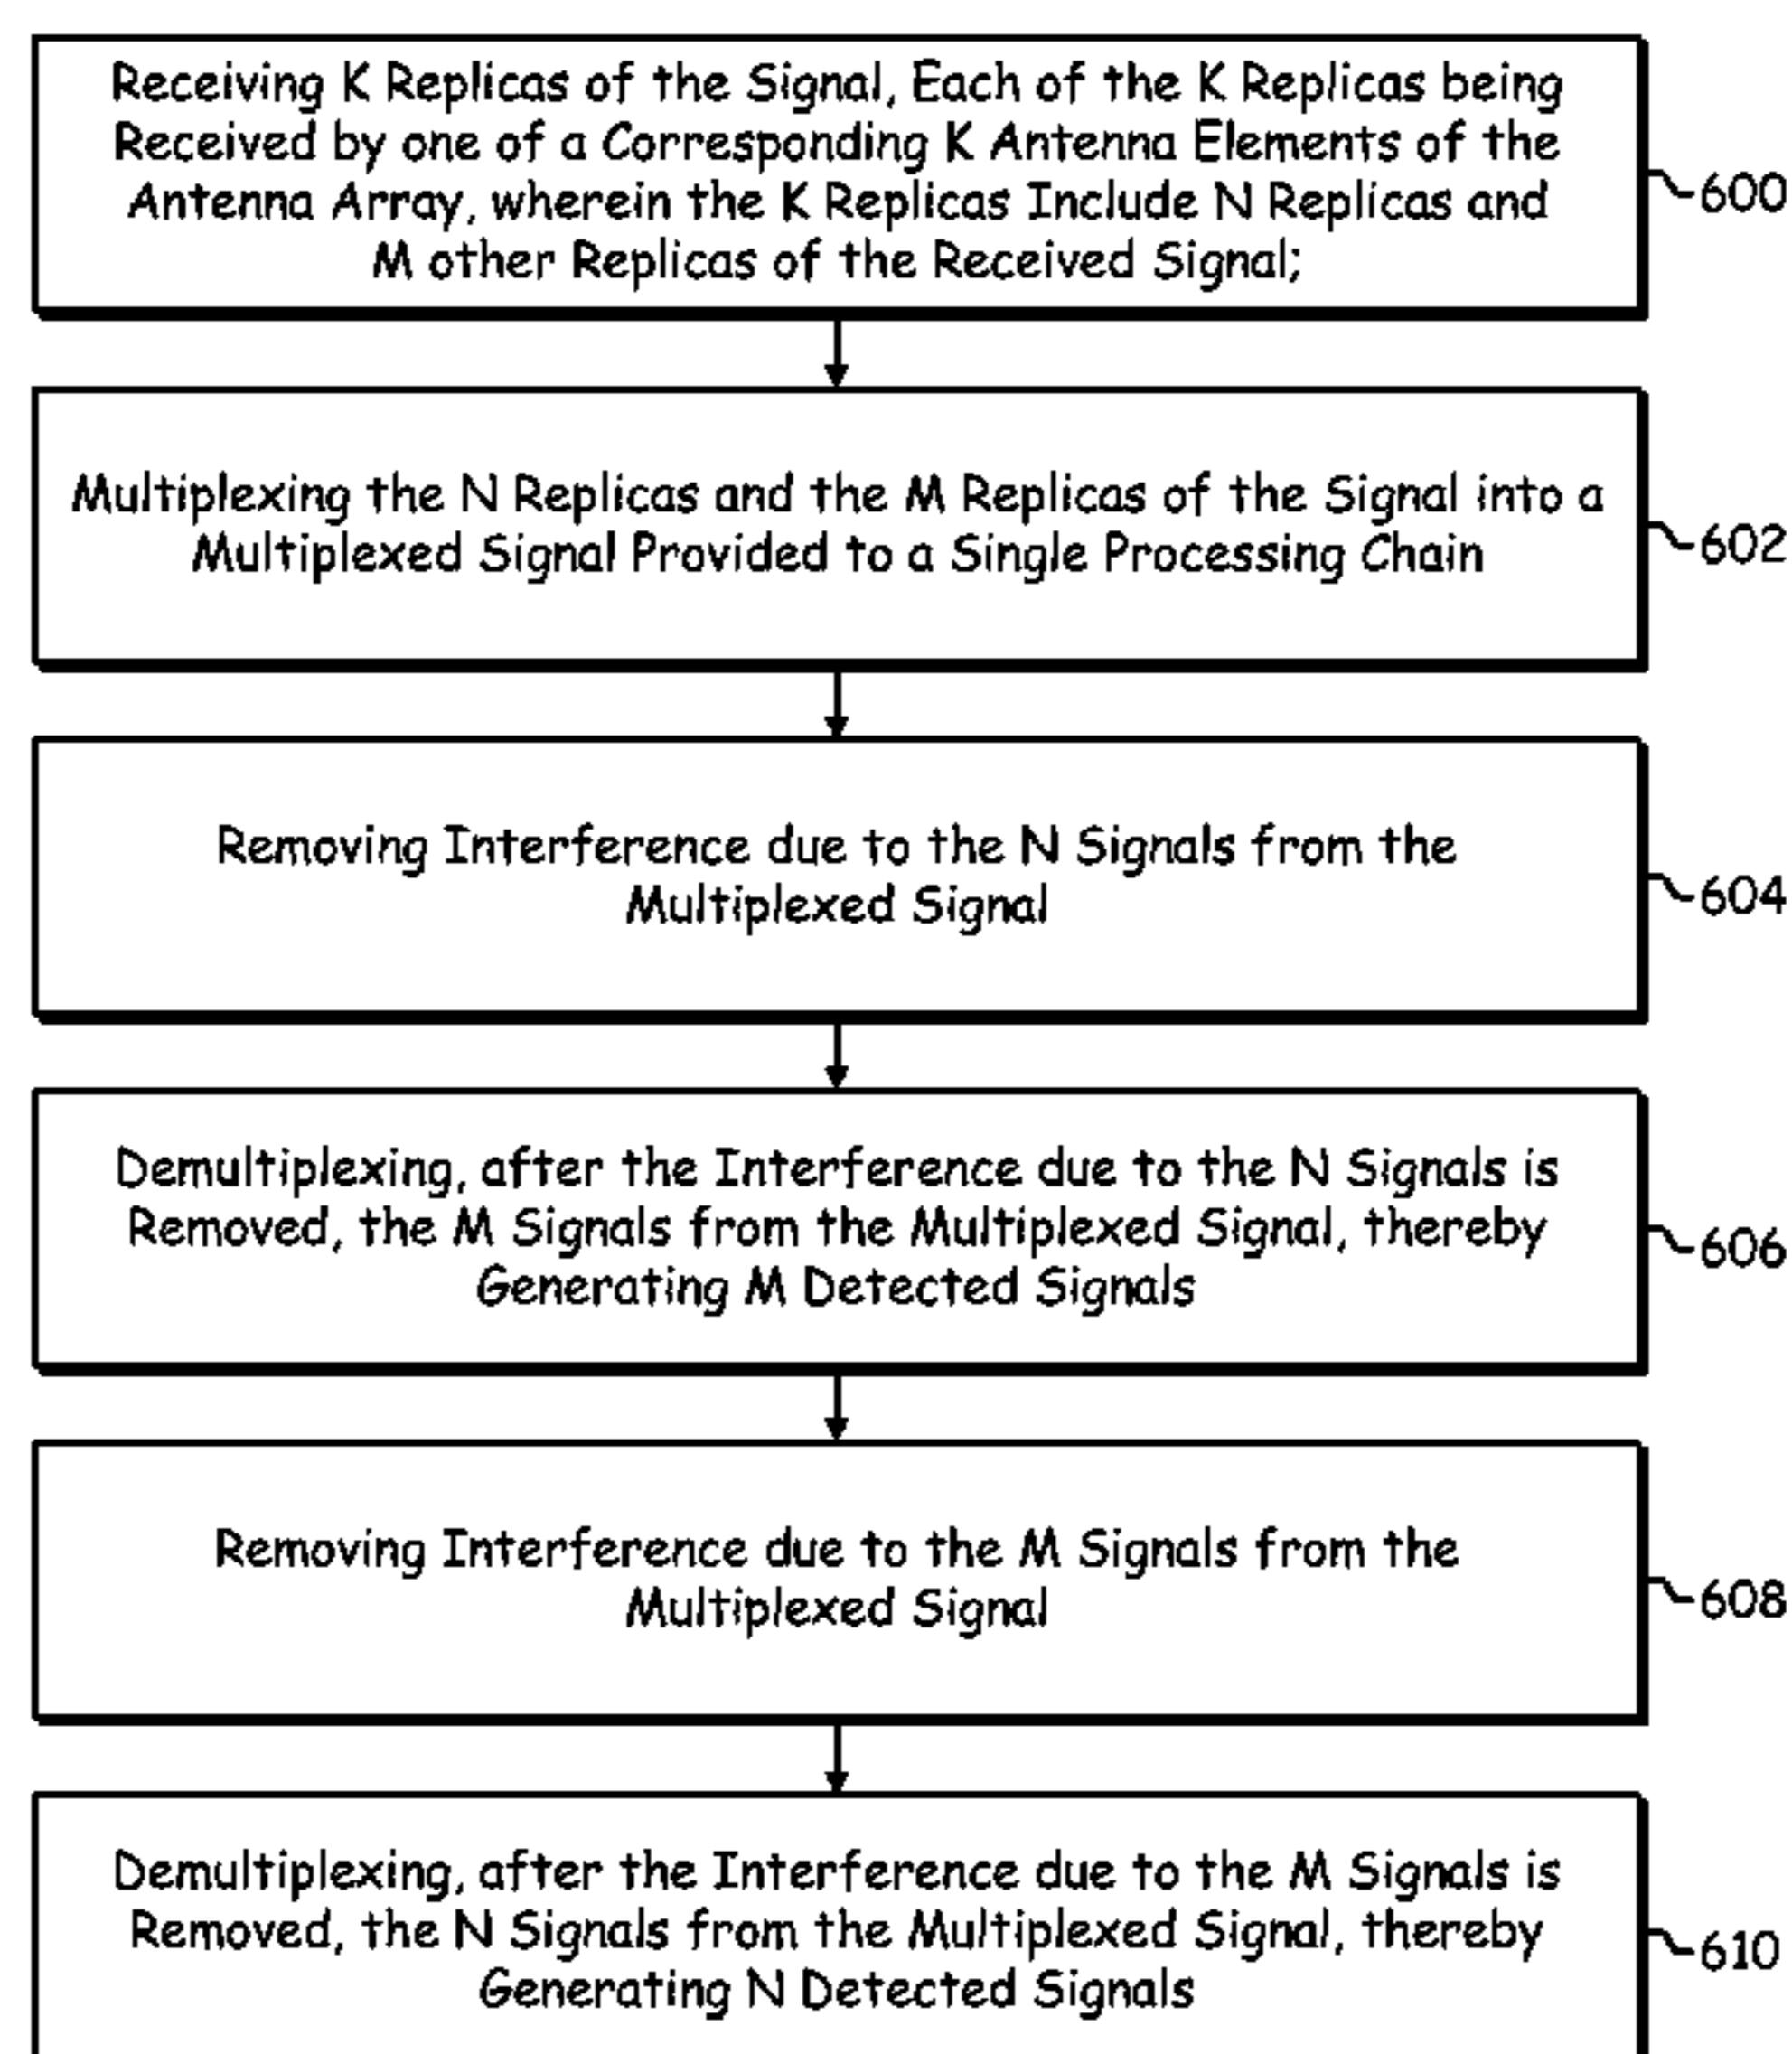 Receiving K Replicas of the Signal, Each of the K Replicas being
Received by one of a Corresponding K Antenna Elements of the
Antenna Array, wherein the K Replicas Include N Replicas and
M other Replicas of the Received Signal;
600
Multiplexing the N Replicas and the M Replicas of the Signal into a
Multiplexed Signal Provided to a Single Processing Chain
602
Removing Interference due to the N Signals from the
Multiplexed Signal
604
Demultiplexing, after the Interference due to the N Signals is
Removed, the M Signals from the Multiplexed Signal, thereby
Generating M Detected Signals
606
Removing Interference due to the M Signals from the
Multiplexed Signal
608
Demultiplexing, after the Interference due to the M Signals is
Removed, the N Signals from the Multiplexed Signal, thereby
Generating N Detected Signals
610